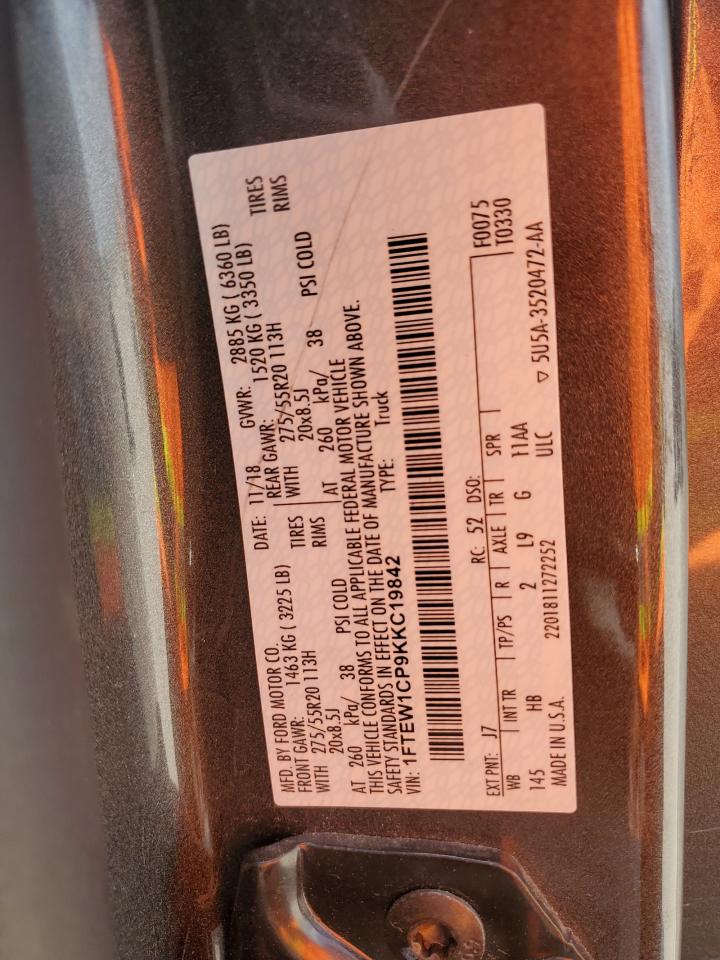 MFD. BY FORD MOTOR CO.
DATE: 11/18 GVWR: 2885 KG ( 6360 LB)
FRONT GAWR: 1463 KG ( 3225 LB)
REAR GAWR: 1520 KG ( 3350 LB)
WITH 275/55R20 113H TIRES
WITH 275/55R20 113H TIRES
20x8.5J RIMS
20x8.5J RIMS
AT 260 kPa/ 38 PSI COLD
AT 260 kPa/ 38 PSI COLD
THIS VEHICLE CONFORMS TO ALL APPLICABLE FEDERAL MOTOR VEHICLE
SAFETY STANDARDS IN EFFECT ON THE DATE OF MANUFACTURE SHOWN ABOVE.
VIN: 1FTEW1CP9KKC19842 TYPE: Truck
F0075
T0330
EXT PNT: J7 RC: 52 DSO:
WB INT TR TP/PS R AXLE TR SPR
145 HB 2 L9 G 11AA
MADE IN U.S.A. 2201811272252 ULC ▽ 5U5A-3520472-AA